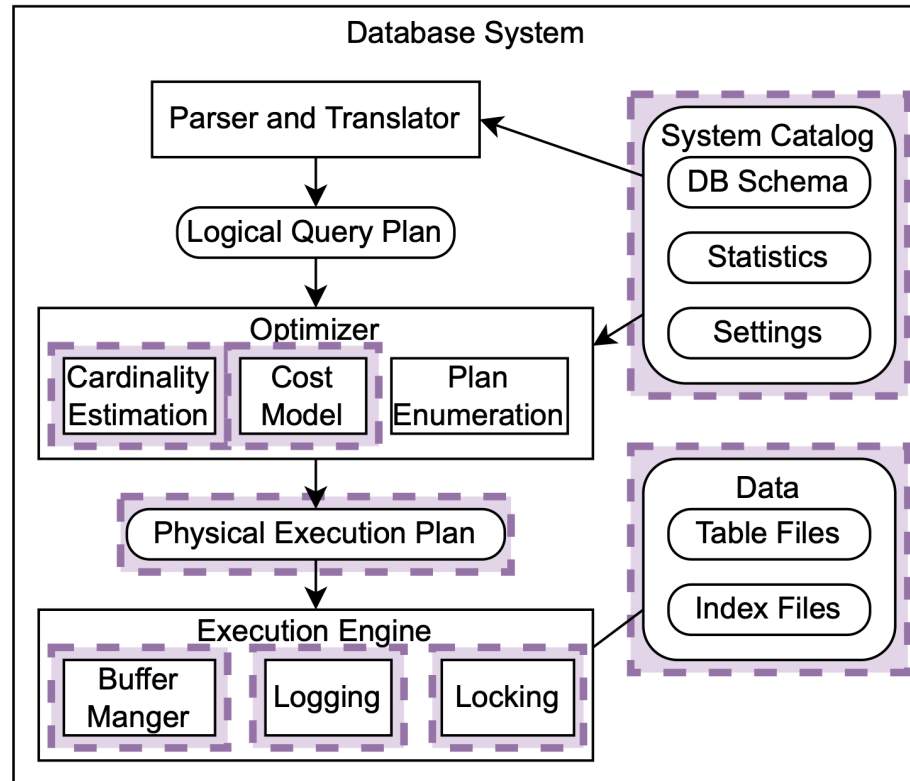 Database System
Parser and Translator
Logical Query Plan
Optimizer
Cardinality
Estimation
Cost
Model
Plan
Enumeration
Physical Execution Plan
Execution Engine
Buffer
Manger
Logging
Locking
System Catalog
DB Schema
Statistics
Settings
Data
Table Files
Index Files